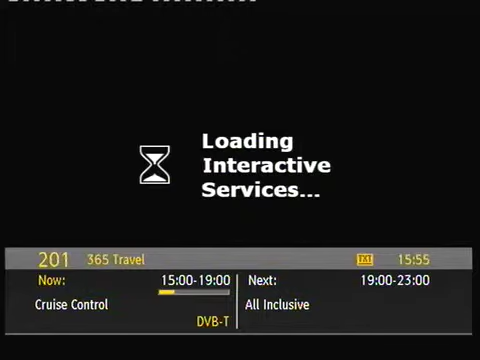 Loading
Interactive
Services...
201 365 Travel TXT 15:55
Now: 15:00-19:00 Next: 19:00-23:00
Cruise Control All Inclusive
DVB-T